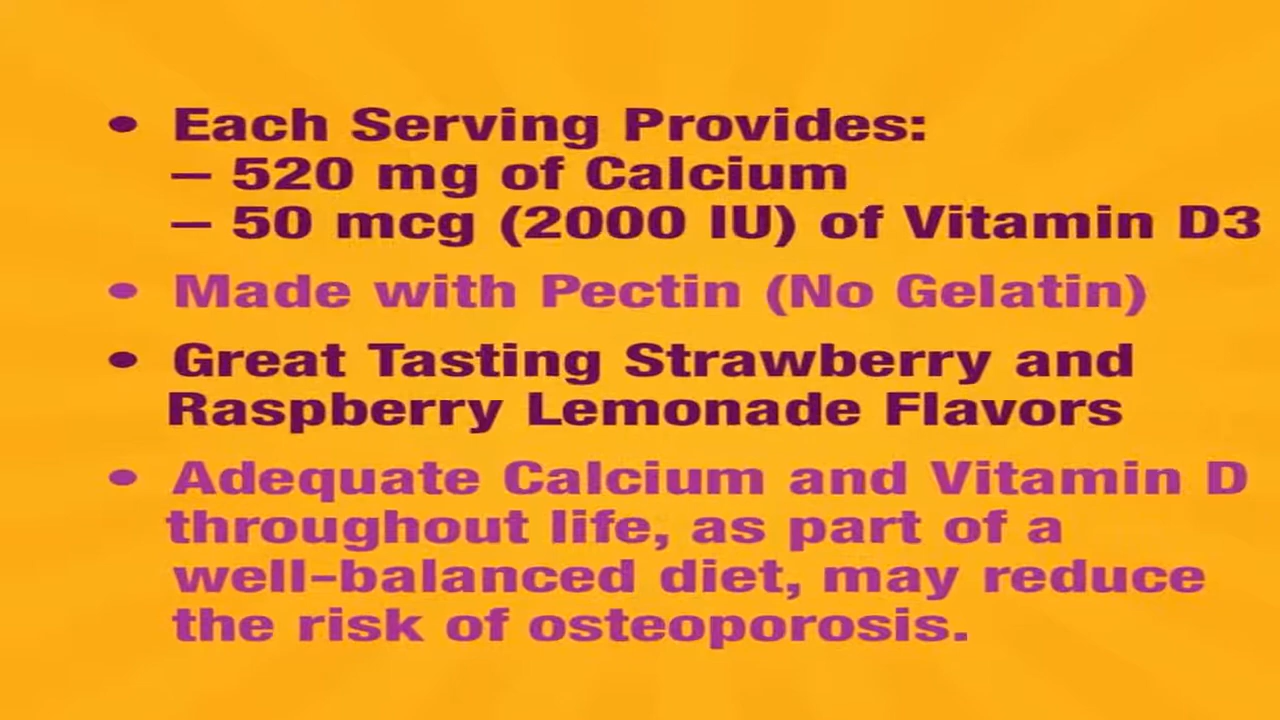 • Each Serving Provides:
– 520 mg of Calcium
– 50 mcg (2000 IU) of Vitamin D3
• Made with Pectin (No Gelatin)
• Great Tasting Strawberry and
Raspberry Lemonade Flavors
• Adequate Calcium and Vitamin D
throughout life, as part of a
well–balanced diet, may reduce
the risk of osteoporosis.